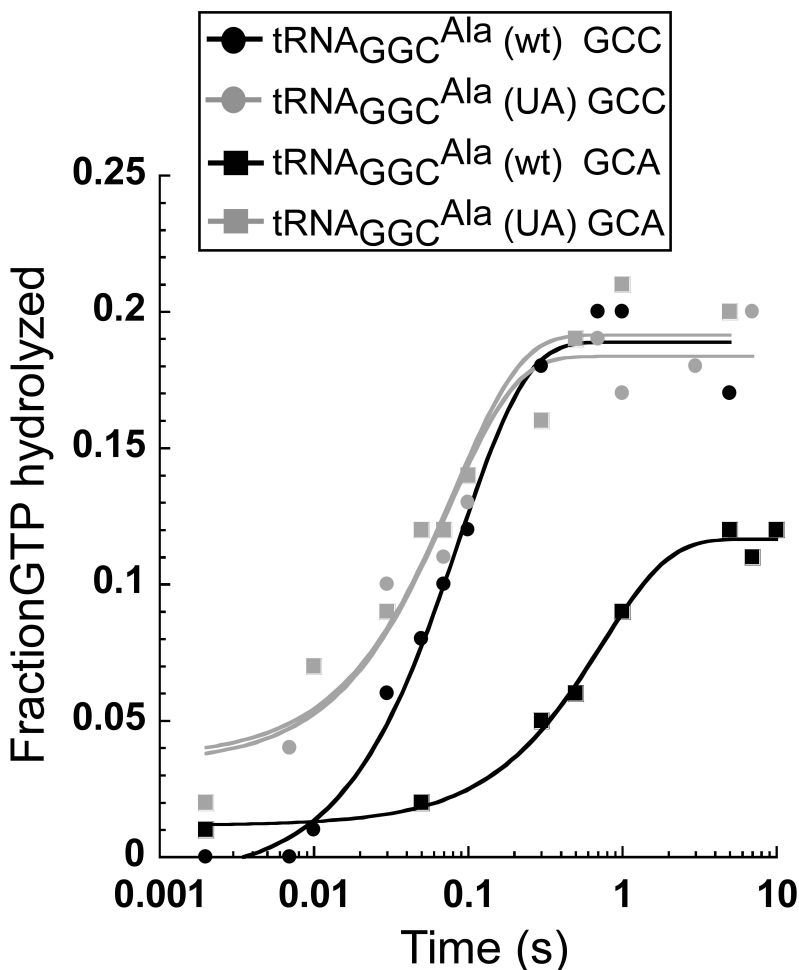 tRNAGGCAla (wt) GCC
tRNAGGCAla (UA) GCC
tRNAGGCAla (wt) GCA
tRNAGGCAla (UA) GCA
0.25
0.2
0.15
0.1
0.05
0
FractionGTP hydrolyzed
0.001 0.01 0.1 1 10
Time (s)